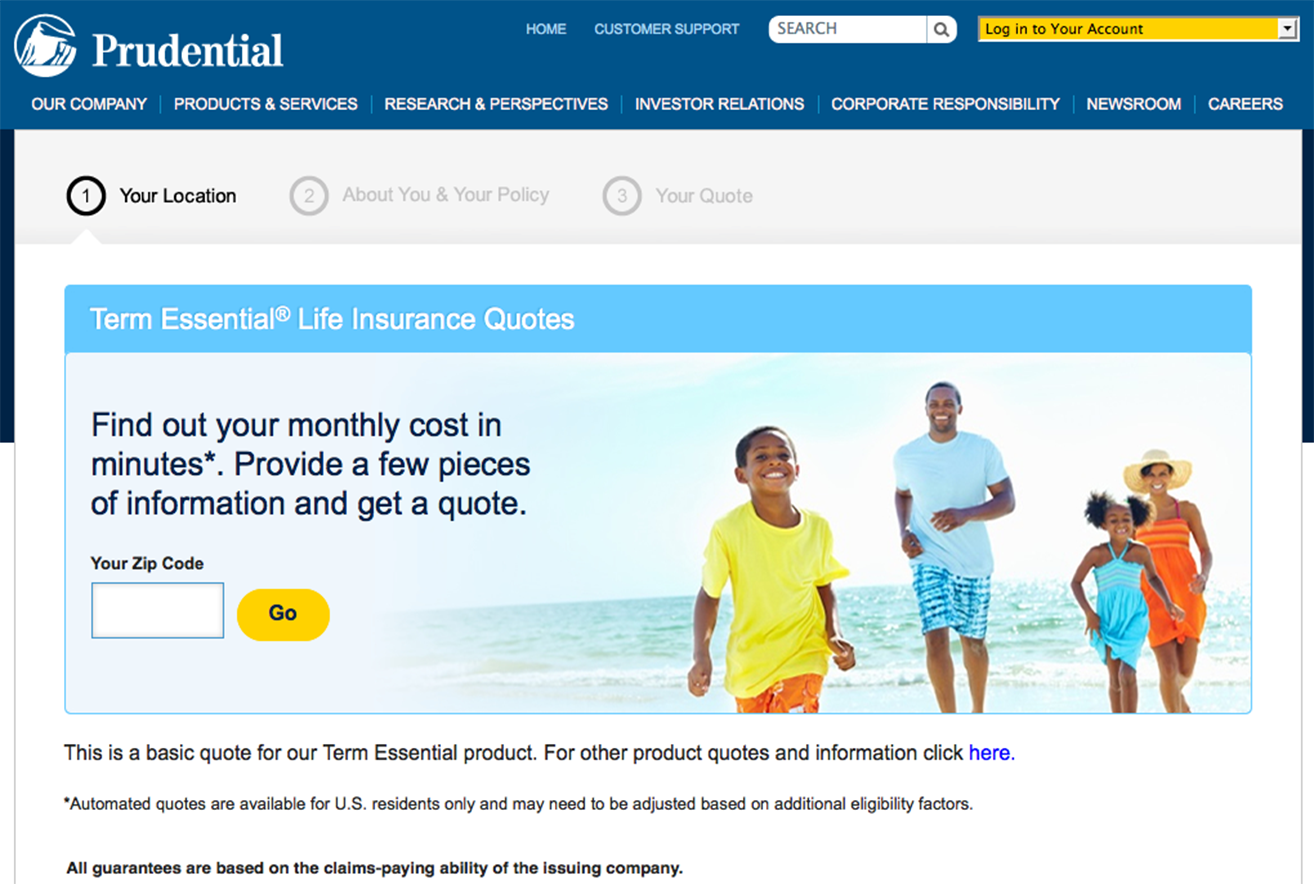 Prudential
HOME CUSTOMER SUPPORT SEARCH Log in to Your Account
OUR COMPANY PRODUCTS & SERVICES RESEARCH & PERSPECTIVES INVESTOR RELATIONS CORPORATE RESPONSIBILITY NEWSROOM CAREERS
1 Your Location 2 About You & Your Policy 3 Your Quote
Term Essential® Life Insurance Quotes
Find out your monthly cost in
minutes*. Provide a few pieces
of information and get a quote.
Your Zip Code
Go
This is a basic quote for our Term Essential product. For other product quotes and information click here.
*Automated quotes are available for U.S. residents only and may need to be adjusted based on additional eligibility factors.
All guarantees are based on the claims-paying ability of the issuing company.